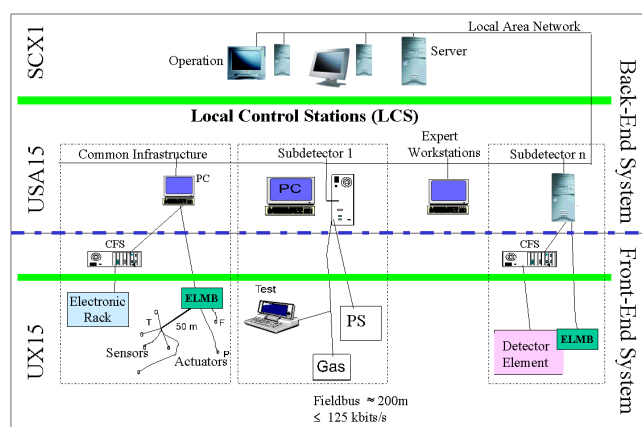 SCX1
Local Area Network
Operation
Server
Back-End System
Local Control Stations (LCS)
USA15
Common Infrastructure
Subdetector 1
Expert
Workstations
Subdetector n
PC
PC
CFS
CFS
Front-End System
UX15
Electronic
Rack
ELMB
T
50 m
F
Sensors
Actuators
P
Test
PS
Gas
Detector
Element
ELMB
Fieldbus ≈ 200m
≤ 125 kbits/s